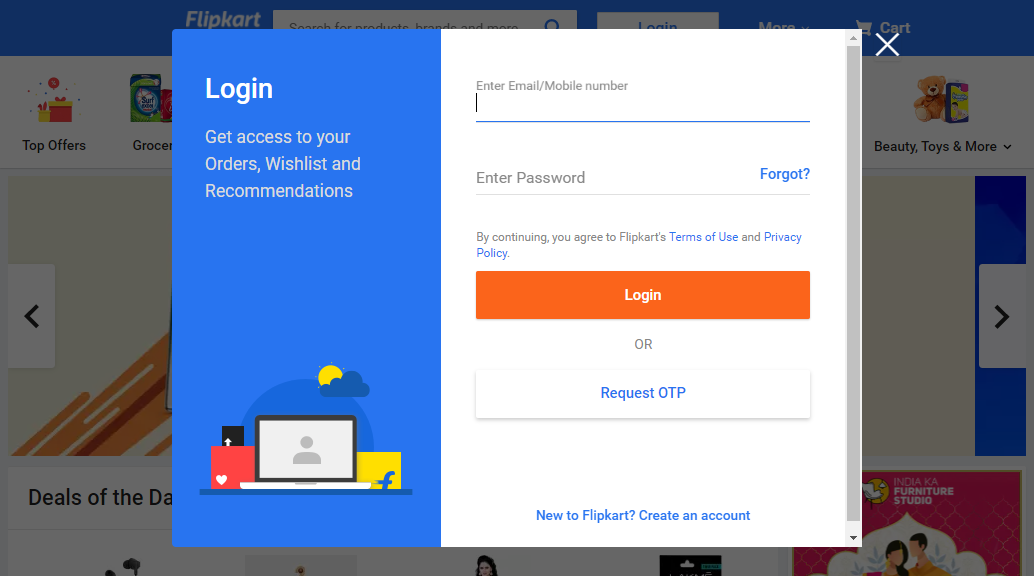 Flipkart
Search for products, brands and more
Login
More
Cart
Top Offers
Grocer
Beauty, Toys & More
Login
Get access to your
Orders, Wishlist and
Recommendations
Enter Email/Mobile number
Enter Password
Forgot?
By continuing, you agree to Flipkart's Terms of Use and Privacy
Policy.
Login
OR
Request OTP
New to Flipkart? Create an account
Deals of the Da
INDIA KA
FURNITURE
STUDIO